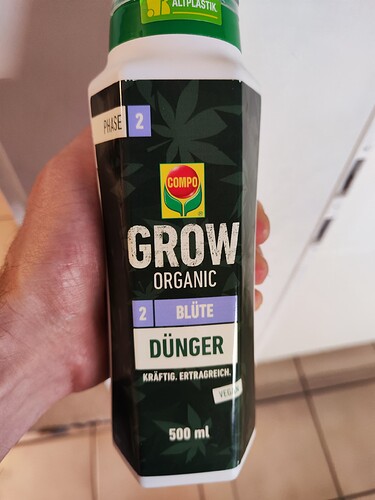 ALTPLASTIK
PHASE 2
COMPO
GROW
ORGANIC
2 BLÜTE
DÜNGER
KRÄFTIG. ERTRAGREICH.
VEGAN
500 ml